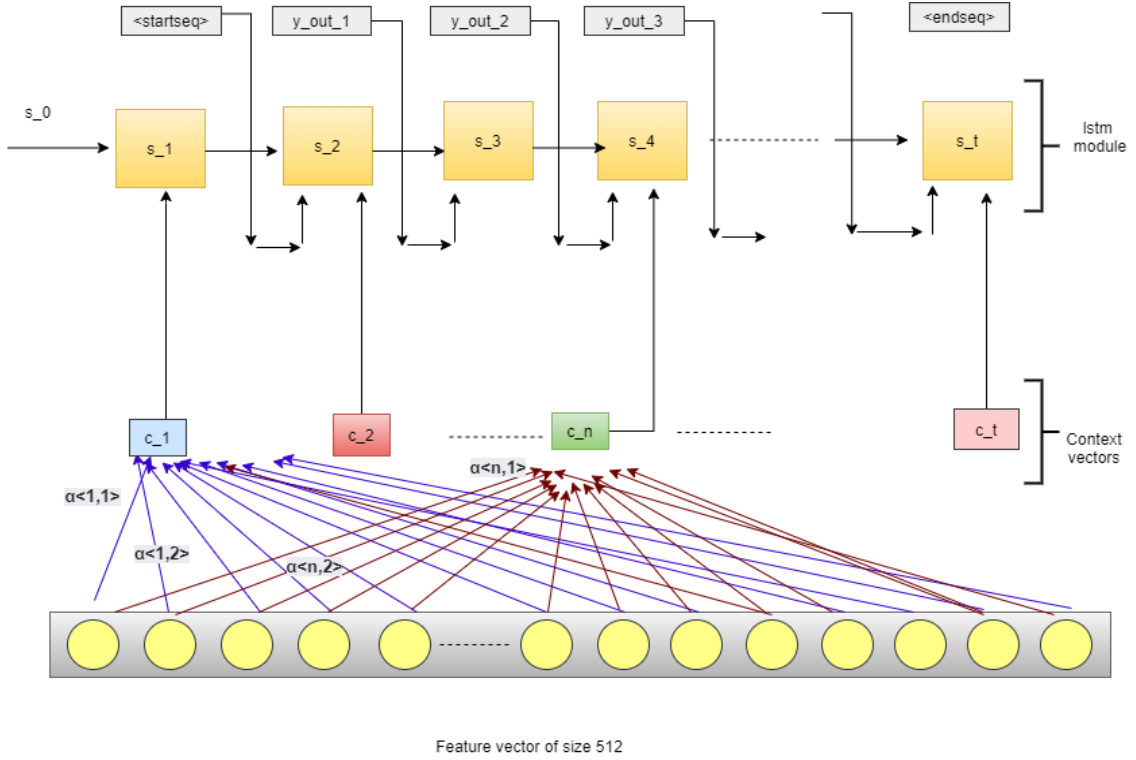 <startseq>
y_out_1
y_out_2
y_out_3
<endseq>
s_0
s_1
s_2
s_3
s_4
s_t
lstm
module
c_1
c_2
c_n
c_t
Context
vectors
α<1,1>
α<n,1>
α<1,2>
α<n,2>
Feature vector of size 512